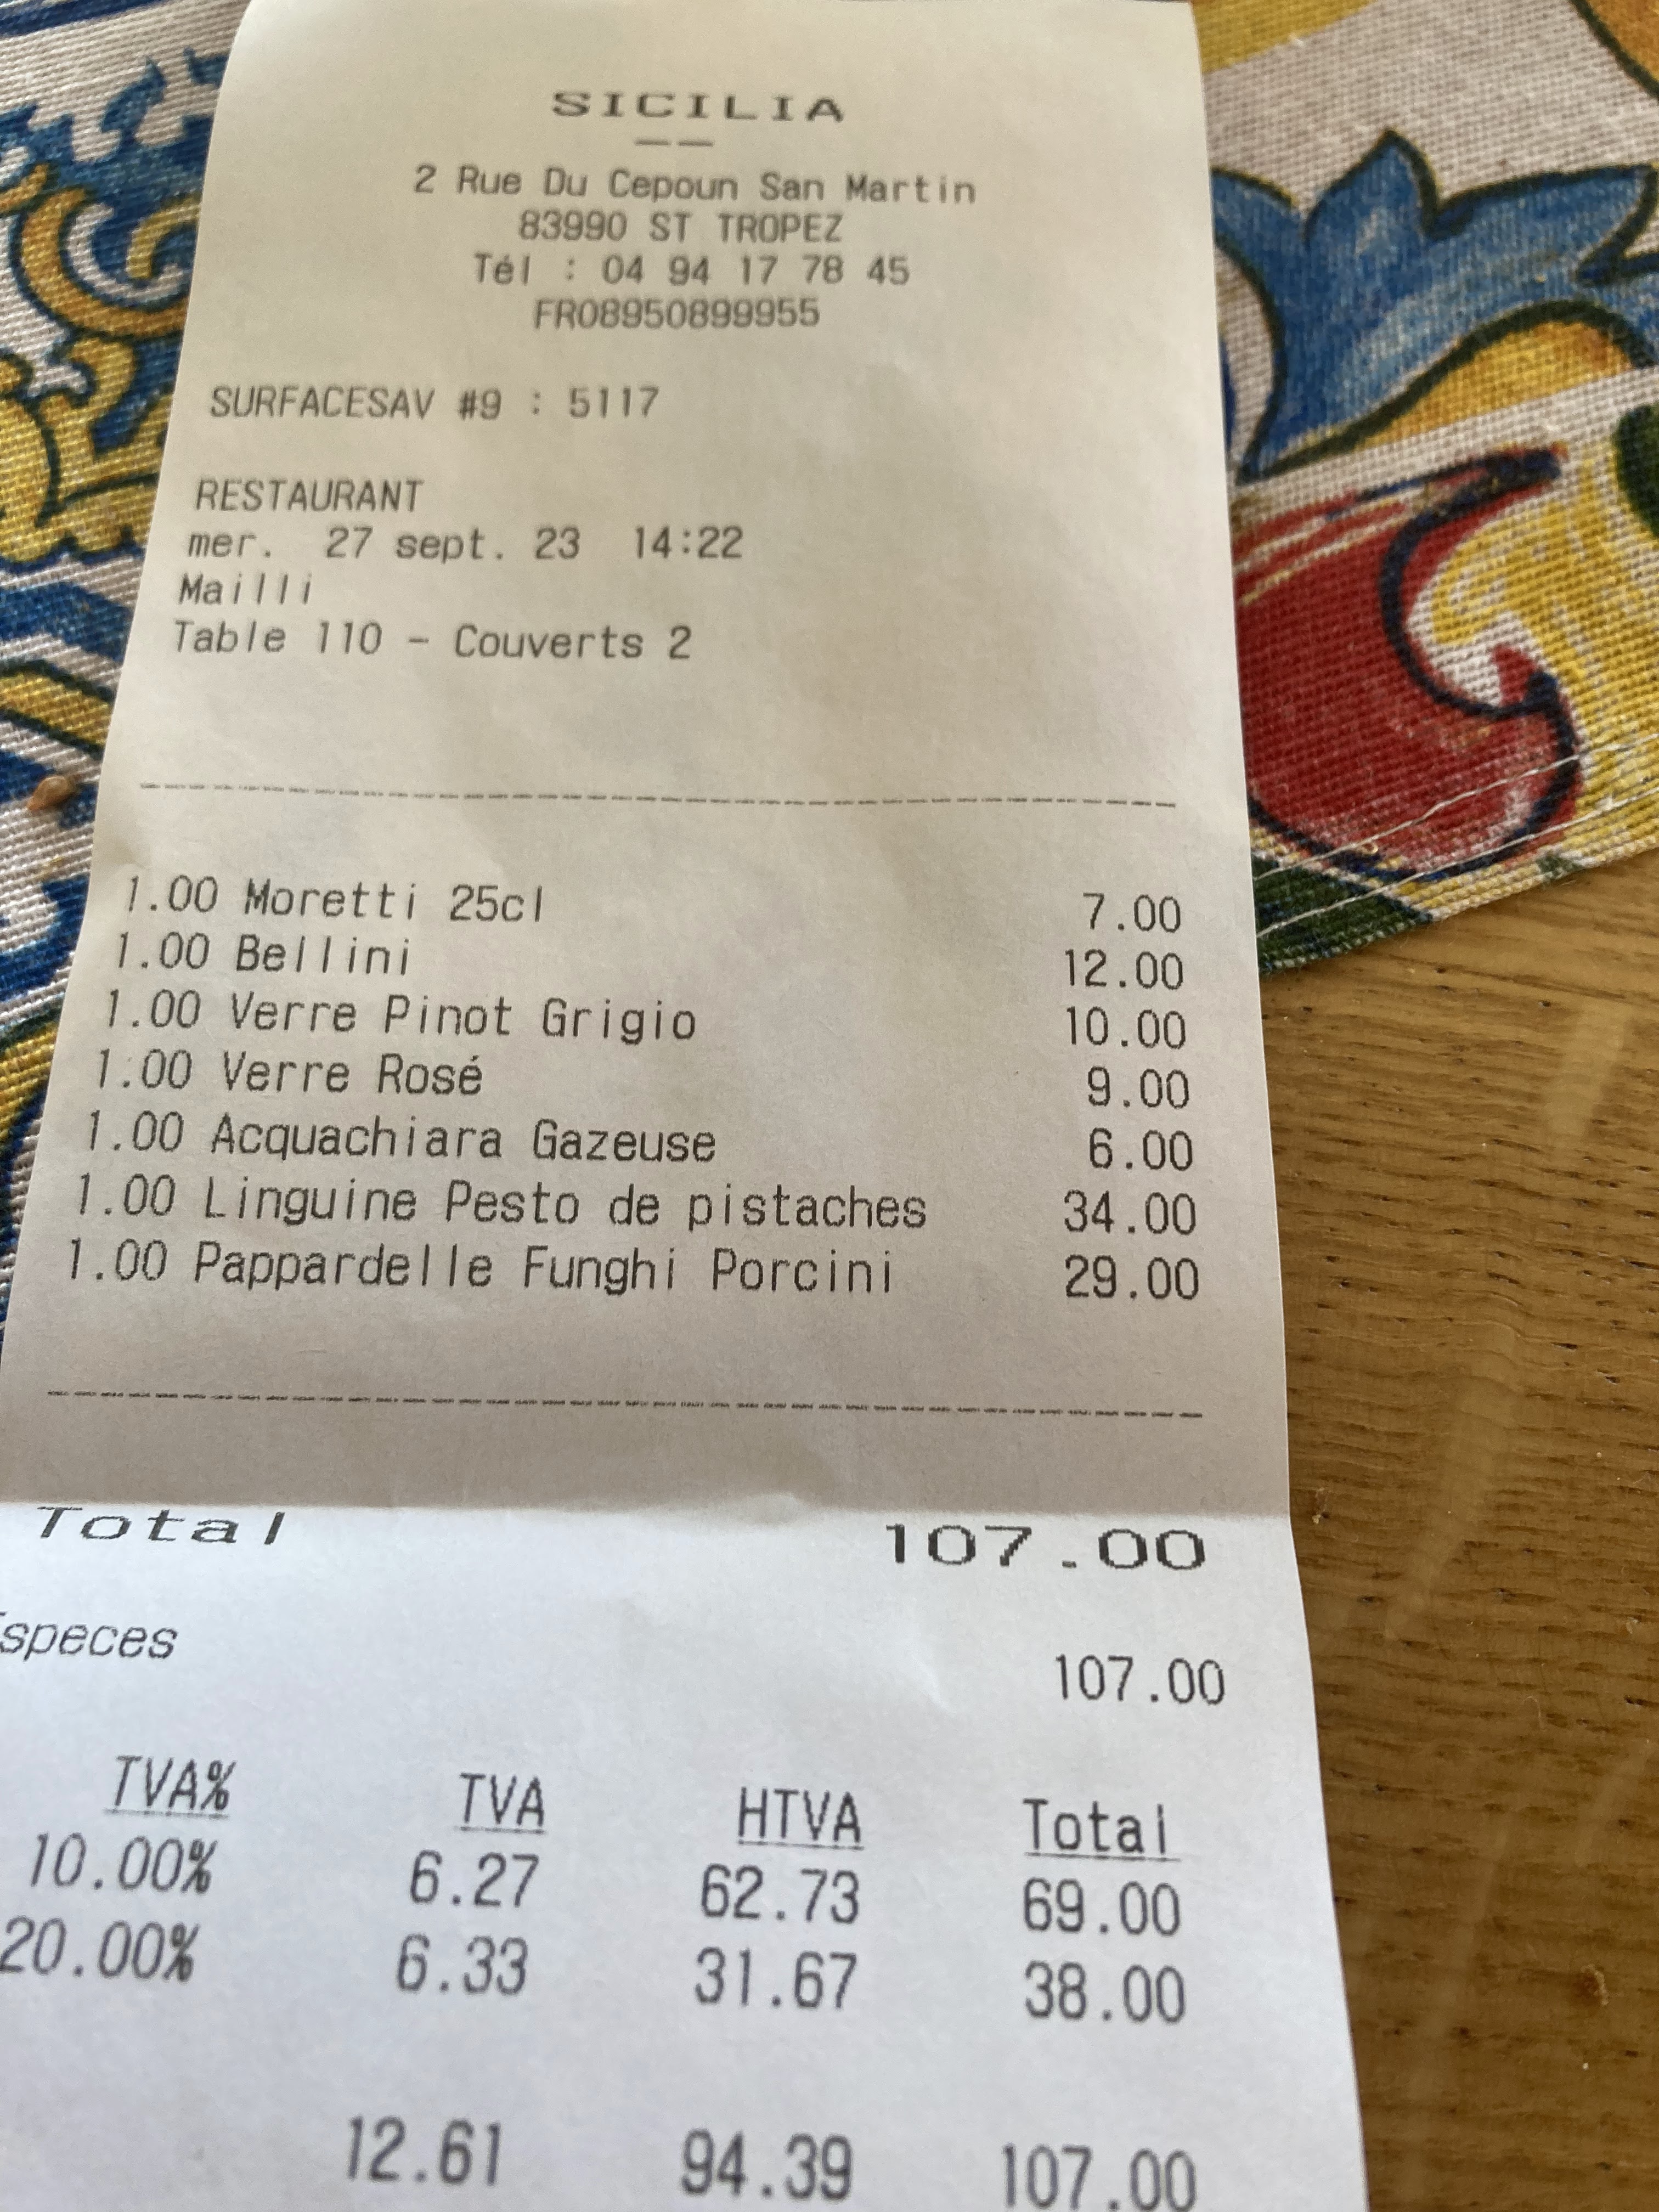 SICILIA
--
2 Rue Du Cepoun San Martin
83990 ST TROPEZ
Tél : 04 94 17 78 45
FR08950899955
SURFACESAV #9 : 5117
RESTAURANT
mer. 27 sept. 23 14:22
Mailli
Table 110 - Couverts 2
1.00 Moretti 25cl 7.00
1.00 Bellini 12.00
1.00 Verre Pinot Grigio 10.00
1.00 Verre Rosé 9.00
1.00 Acquachiara Gazeuse 6.00
1.00 Linguine Pesto de pistaches 34.00
1.00 Pappardelle Funghi Porcini 29.00
Total 107.00
Especes 107.00
TVA% TVA HTVA Total
10.00% 6.27 62.73 69.00
20.00% 6.33 31.67 38.00
12.61 94.39 107.00